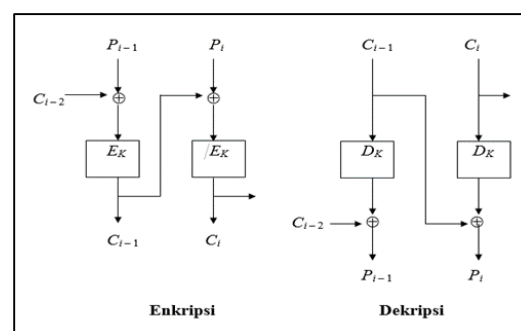 P_{i-1} P_i
C_{i-2} ⊕ ⊕
E_K E_K
C_{i-1} C_i
Enkripsi
C_{i-1} C_i
D_K D_K
C_{i-2} ⊕ ⊕
P_{i-1} P_i
Dekripsi